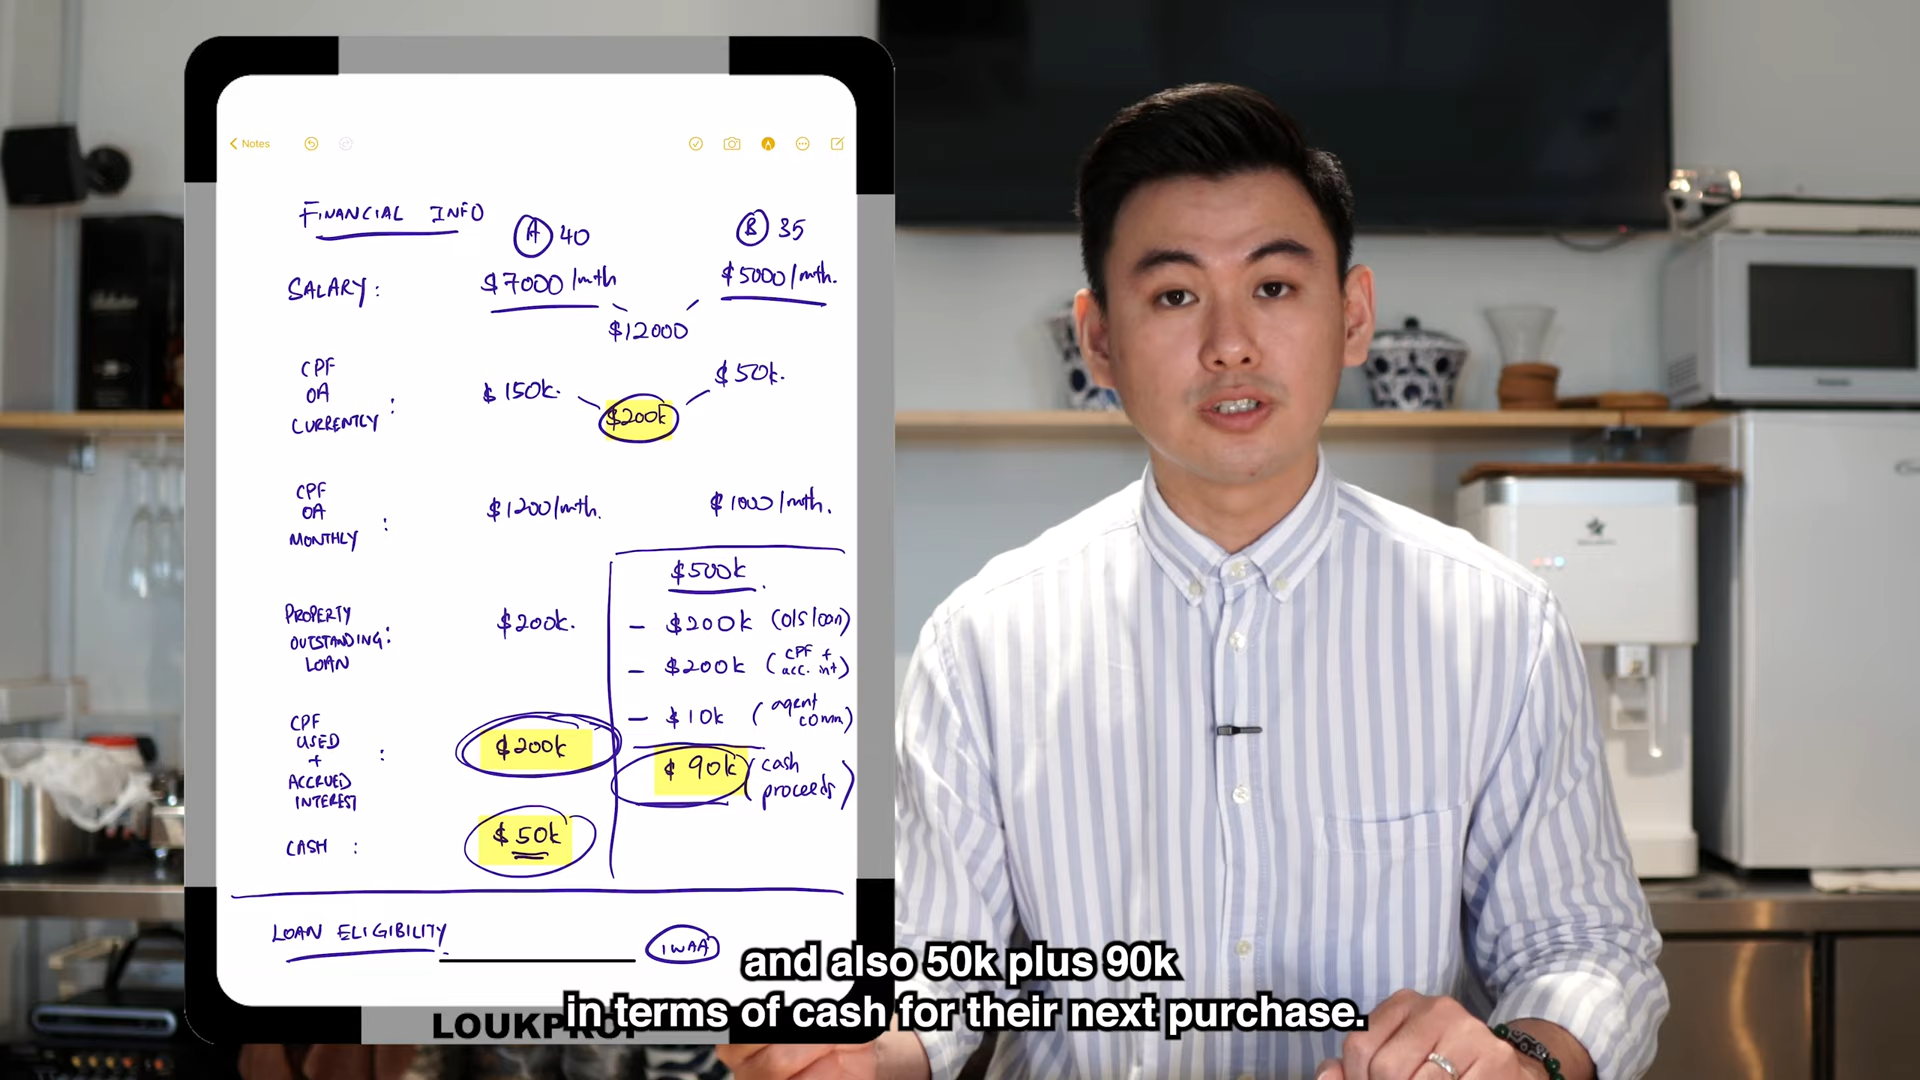 Notes
FINANCIAL INFO
A 40
B 35
SALARY:
$7000/mth
$5000/mth.
$12000
CPF
OA
CURRENTLY :
$150k.
$50k.
$200k
CPF
OA
MONTHLY :
$1200/mth.
$1000/mth.
PROPERTY
OUTSTANDING:
LOAN
$200k.
CPF
USED
+
ACCRUED
INTEREST
:
$200k
CASH :
$50k
$500k.
- $200k (o/s loan)
- $200k (CPF +
acc. int)
- $10k (agent
comm)
$90k (cash
proceeds)
LOAN ELIGIBILITY
IWAA
and also 50k plus 90k
in terms of cash for their next purchase.
LOUKPROP